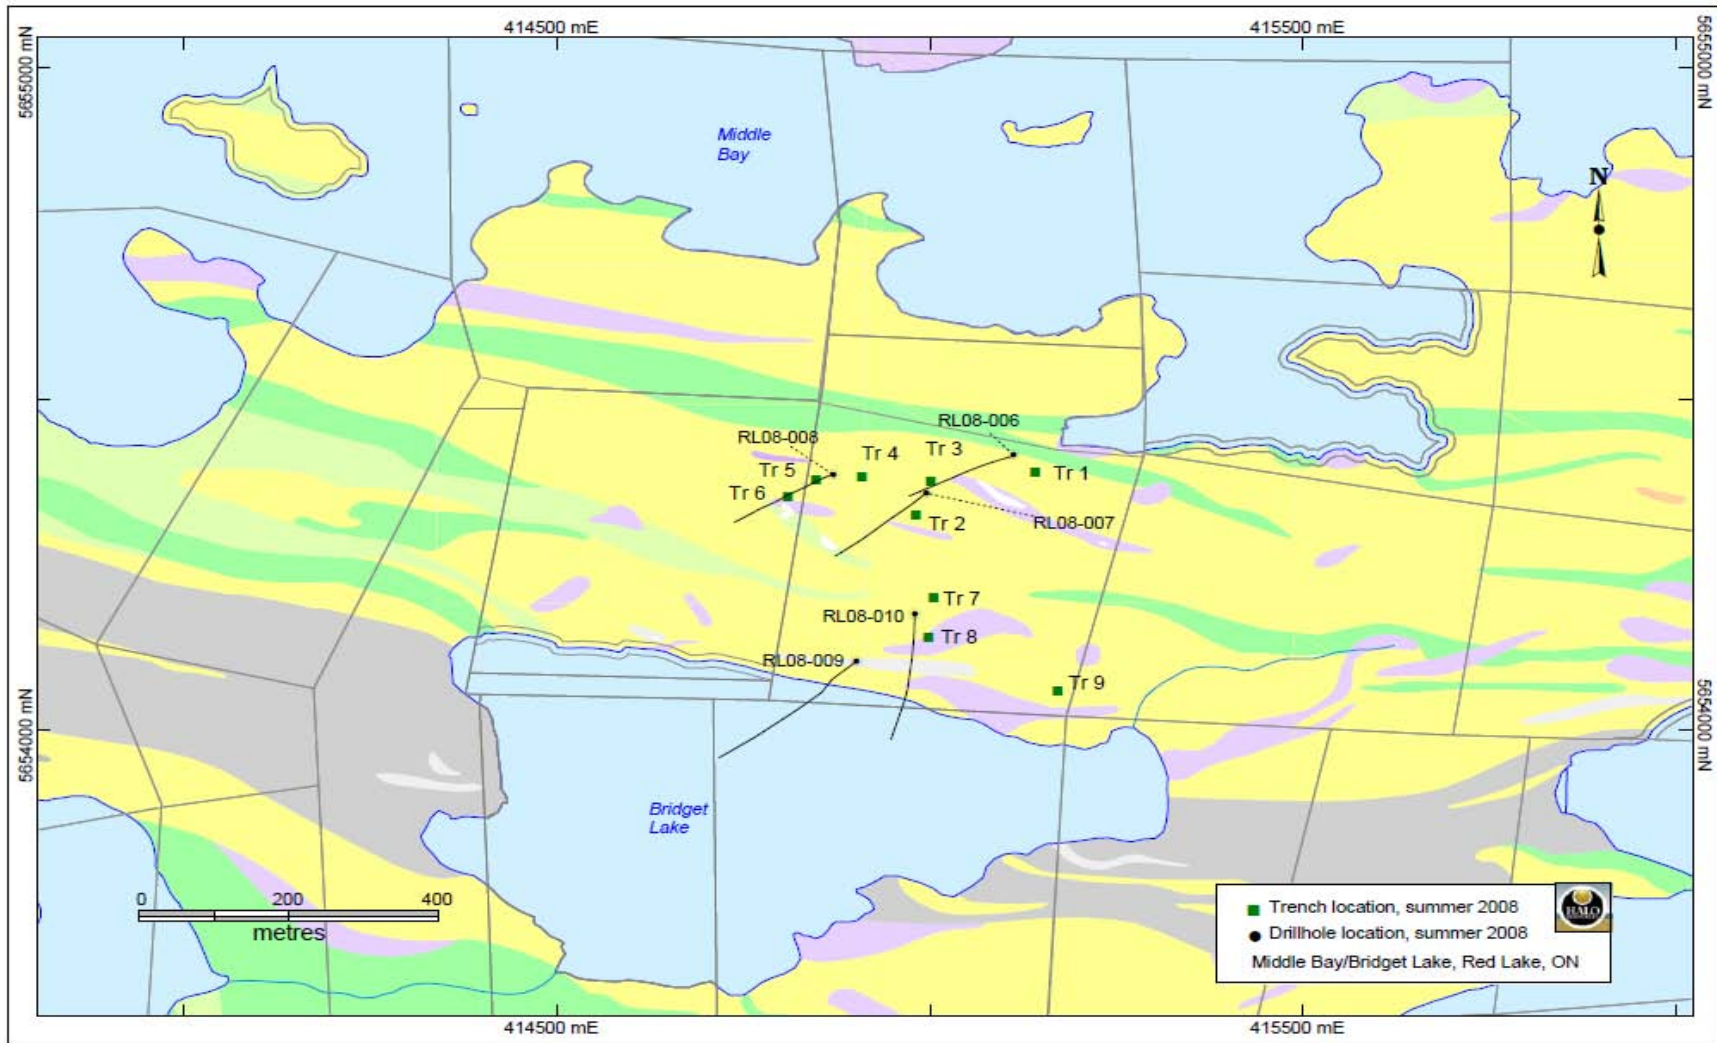 414500 mE
415500 mE
5655000 mN
5655000 mN
Middle
Bay
N
RL08-006
RL08-008
Tr 4
Tr 3
Tr 5
Tr 1
Tr 6
Tr 2
RL08-007
Tr 7
RL08-010
Tr 8
RL08-009
Tr 9
5654000 mN
5654000 mN
Bridget
Lake
0 200 400
metres
Trench location, summer 2008
HALO
Drillhole location, summer 2008
Middle Bay/Bridget Lake, Red Lake, ON
414500 mE
415500 mE